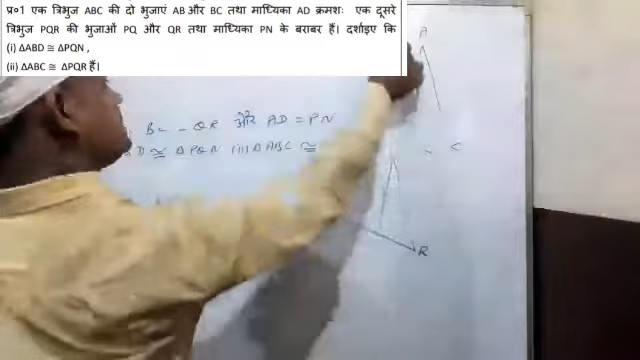 प्र०1 एक त्रिभुज ABC की दो भुजाएं AB और BC तथा माध्यिका AD क्रमशः एक दूसरे
त्रिभुज PQR की भुजाओं PQ और QR तथा माध्यिका PN के बराबर हैं। दर्शाइए कि
(i) ΔABD ≅ ΔPQN ,
(ii) ΔABC ≅ ΔPQR हैं।
A
QR और AD = PN
D ≅ Δ PQN (ii) Δ ABC ≅
C
R